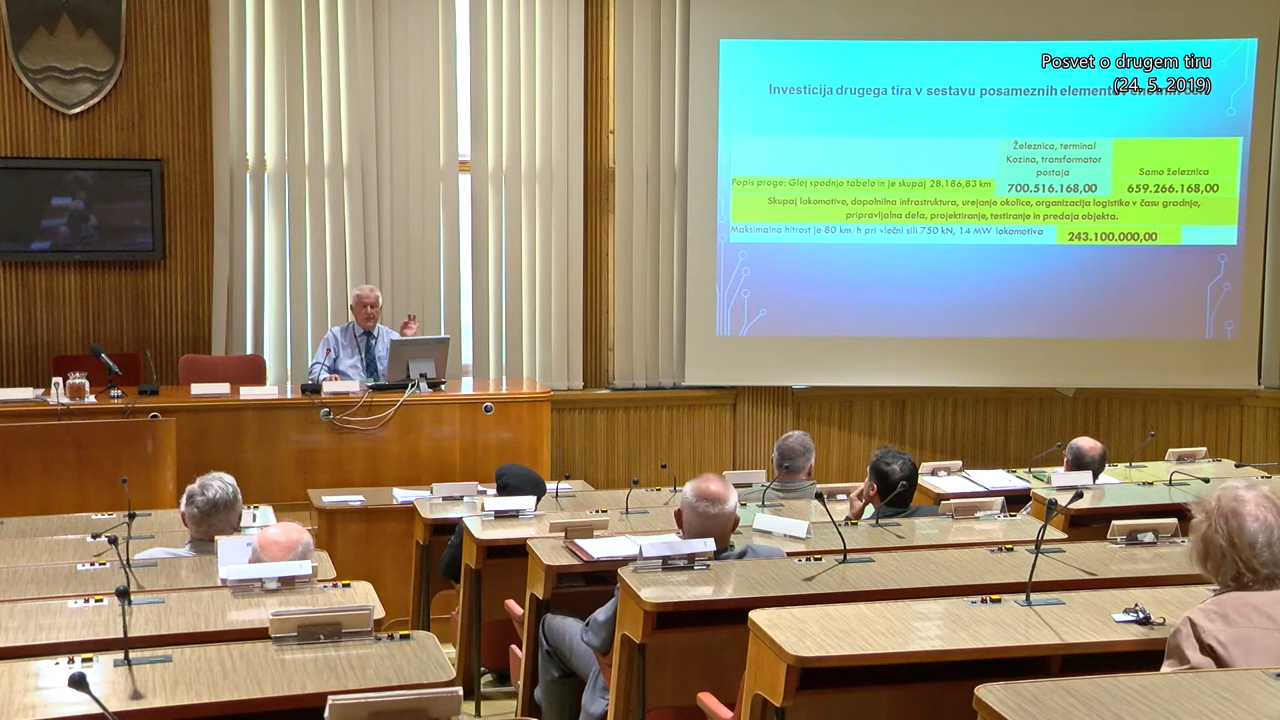 Posvet o drugem tiru
(24. 5. 2019)
Investicija drugega tira v sestavu posameznih
Železnica, terminal
Kozina, transformator
postaja
700.516.168,00
Samo železnica
659.266.168,00
Popis proge: Glej spodnjo tabelo in je skupaj 28.186,83 km
Skupaj lokomotive, dopolnilna infrastruktura, urejanje okolice, organizacija logistike v času gradnje,
pripravljalna dela, projektiranje, testiranje in predaja objekta.
Maksimalna hitrost je 80 km/h pri vlečni sili 750 kN, 14 MW lokomotiva
243.100.000,00